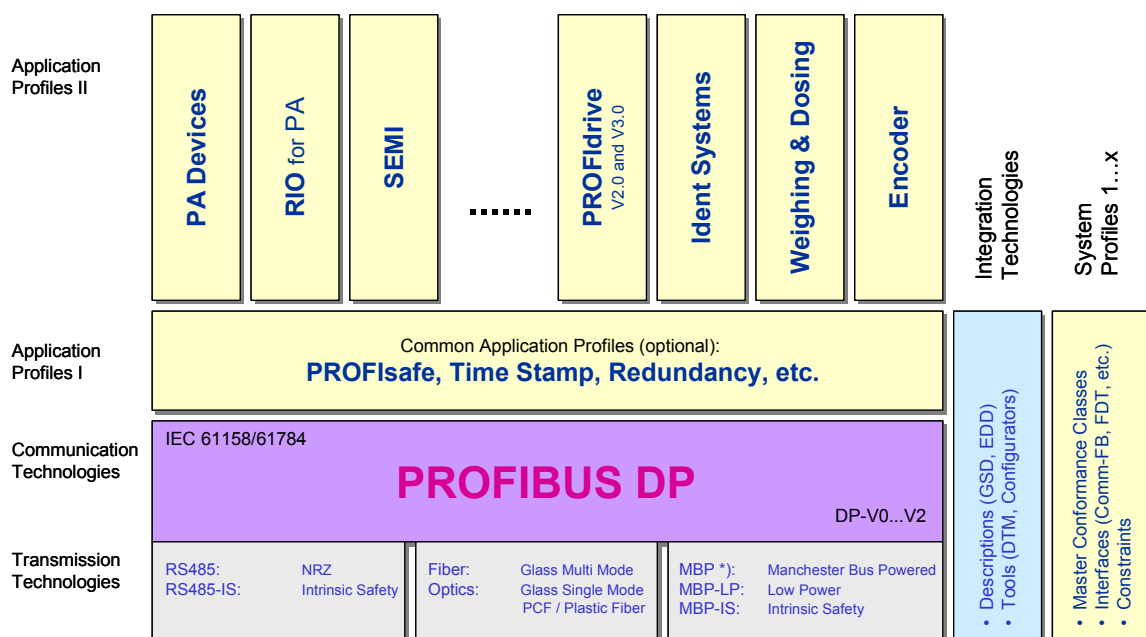 Application
Profiles II
PA Devices
RIO for PA
SEMI
.......
PROFIdrive
V2.0 and V3.0
Ident Systems
Weighing & Dosing
Encoder
Integration
Technologies
System
Profiles 1...x
Application
Profiles I
Common Application Profiles (optional):
PROFIsafe, Time Stamp, Redundancy, etc.
Communication
Technologies
IEC 61158/61784
PROFIBUS DP
DP-V0...V2
Transmission
Technologies
RS485: NRZ
RS485-IS: Intrinsic Safety
Fiber: Glass Multi Mode
Optics: Glass Single Mode
PCF / Plastic Fiber
MBP *): Manchester Bus Powered
MBP-LP: Low Power
MBP-IS: Intrinsic Safety
• Descriptions (GSD, EDD)
• Tools (DTM, Configurators)
• Master Conformance Classes
• Interfaces (Comm-FB, FDT, etc.)
• Constraints